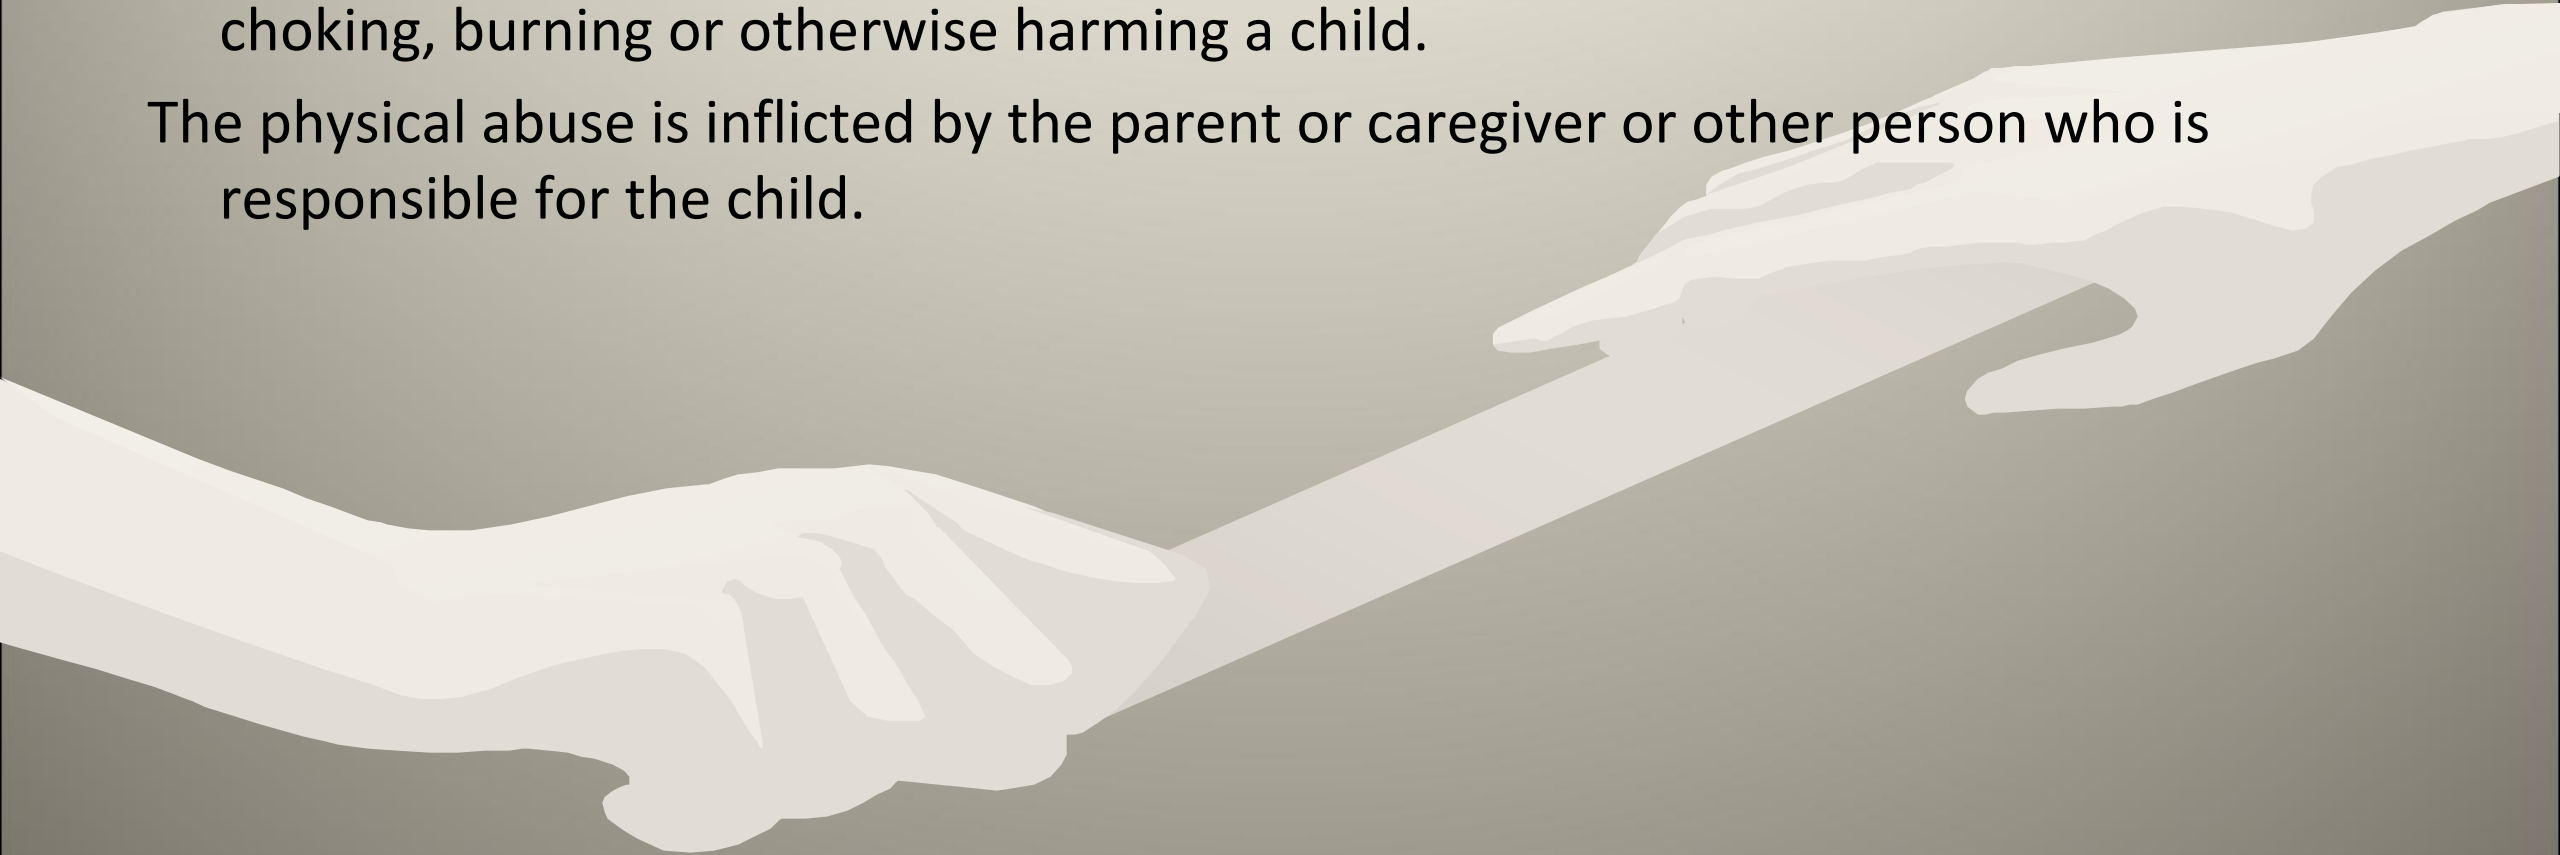 choking, burning or otherwise harming a child.
The physical abuse is inflicted by the parent or caregiver or other person who is
responsible for the child.